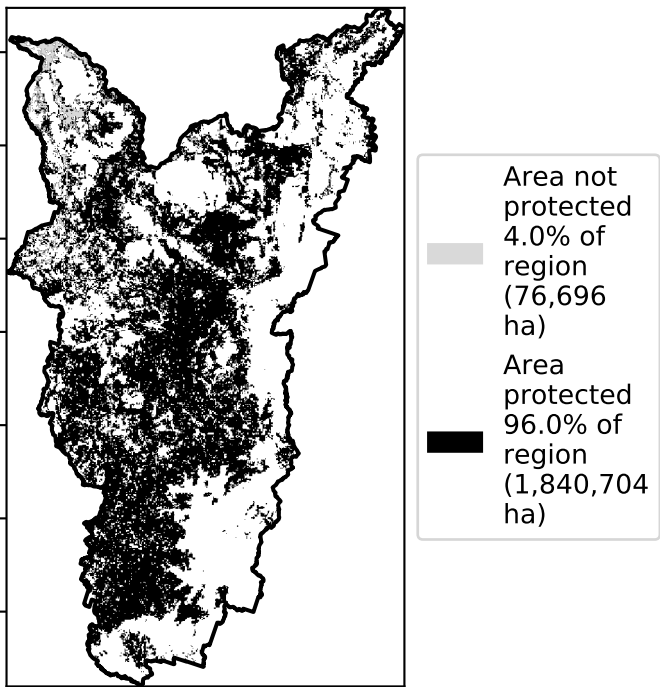 Area not
protected
4.0% of
region
(76,696
ha)
Area
protected
96.0% of
region
(1,840,704
ha)